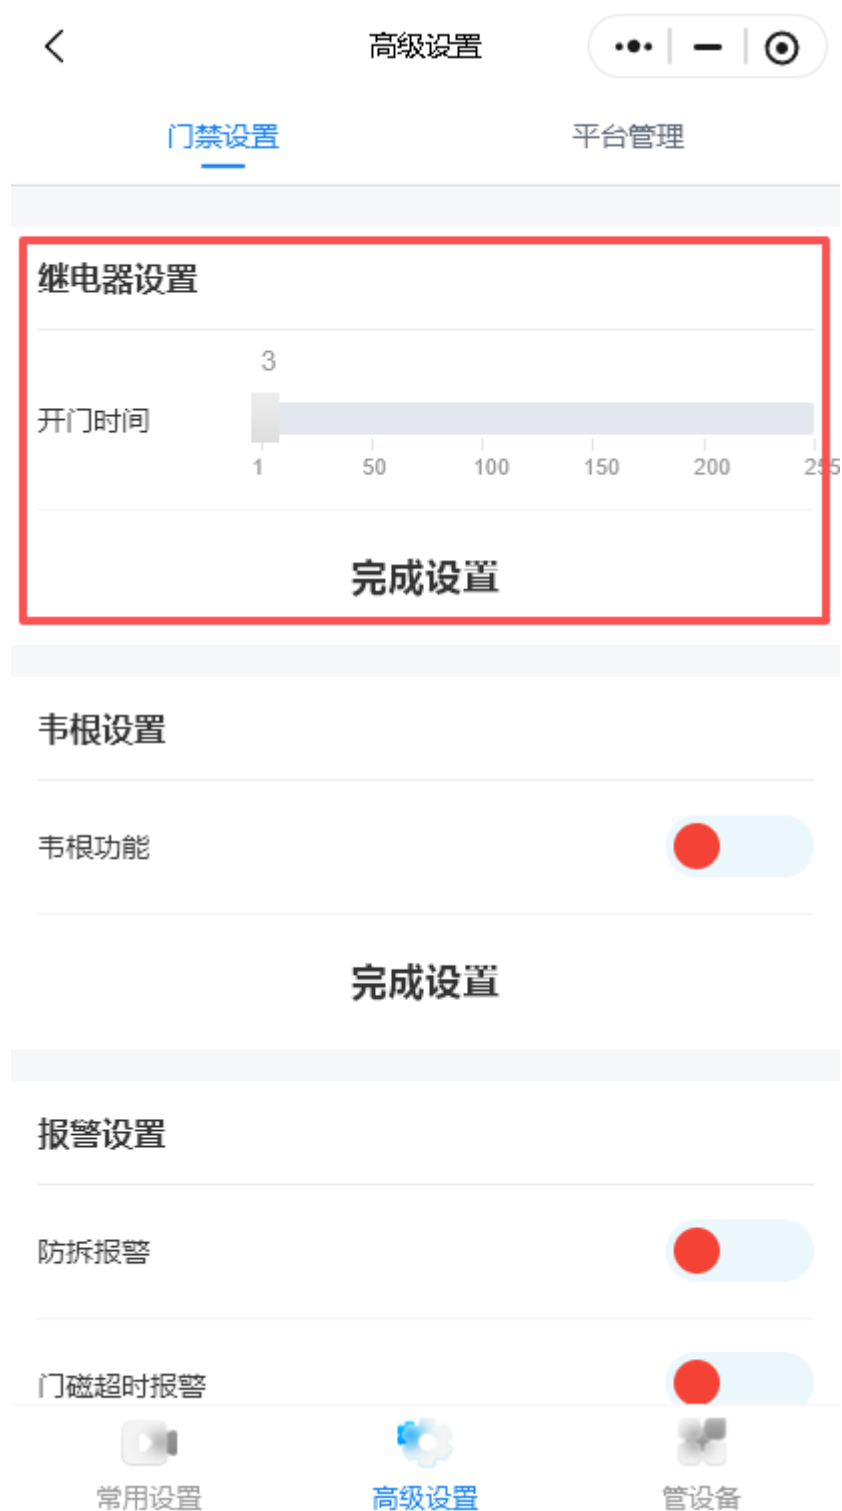 高级设置
门禁设置 平台管理
继电器设置
3
开门时间
1 50 100 150 200 255
完成设置
韦根设置
韦根功能
完成设置
报警设置
防拆报警
门磁超时报警
常用设置 高级设置 管设备